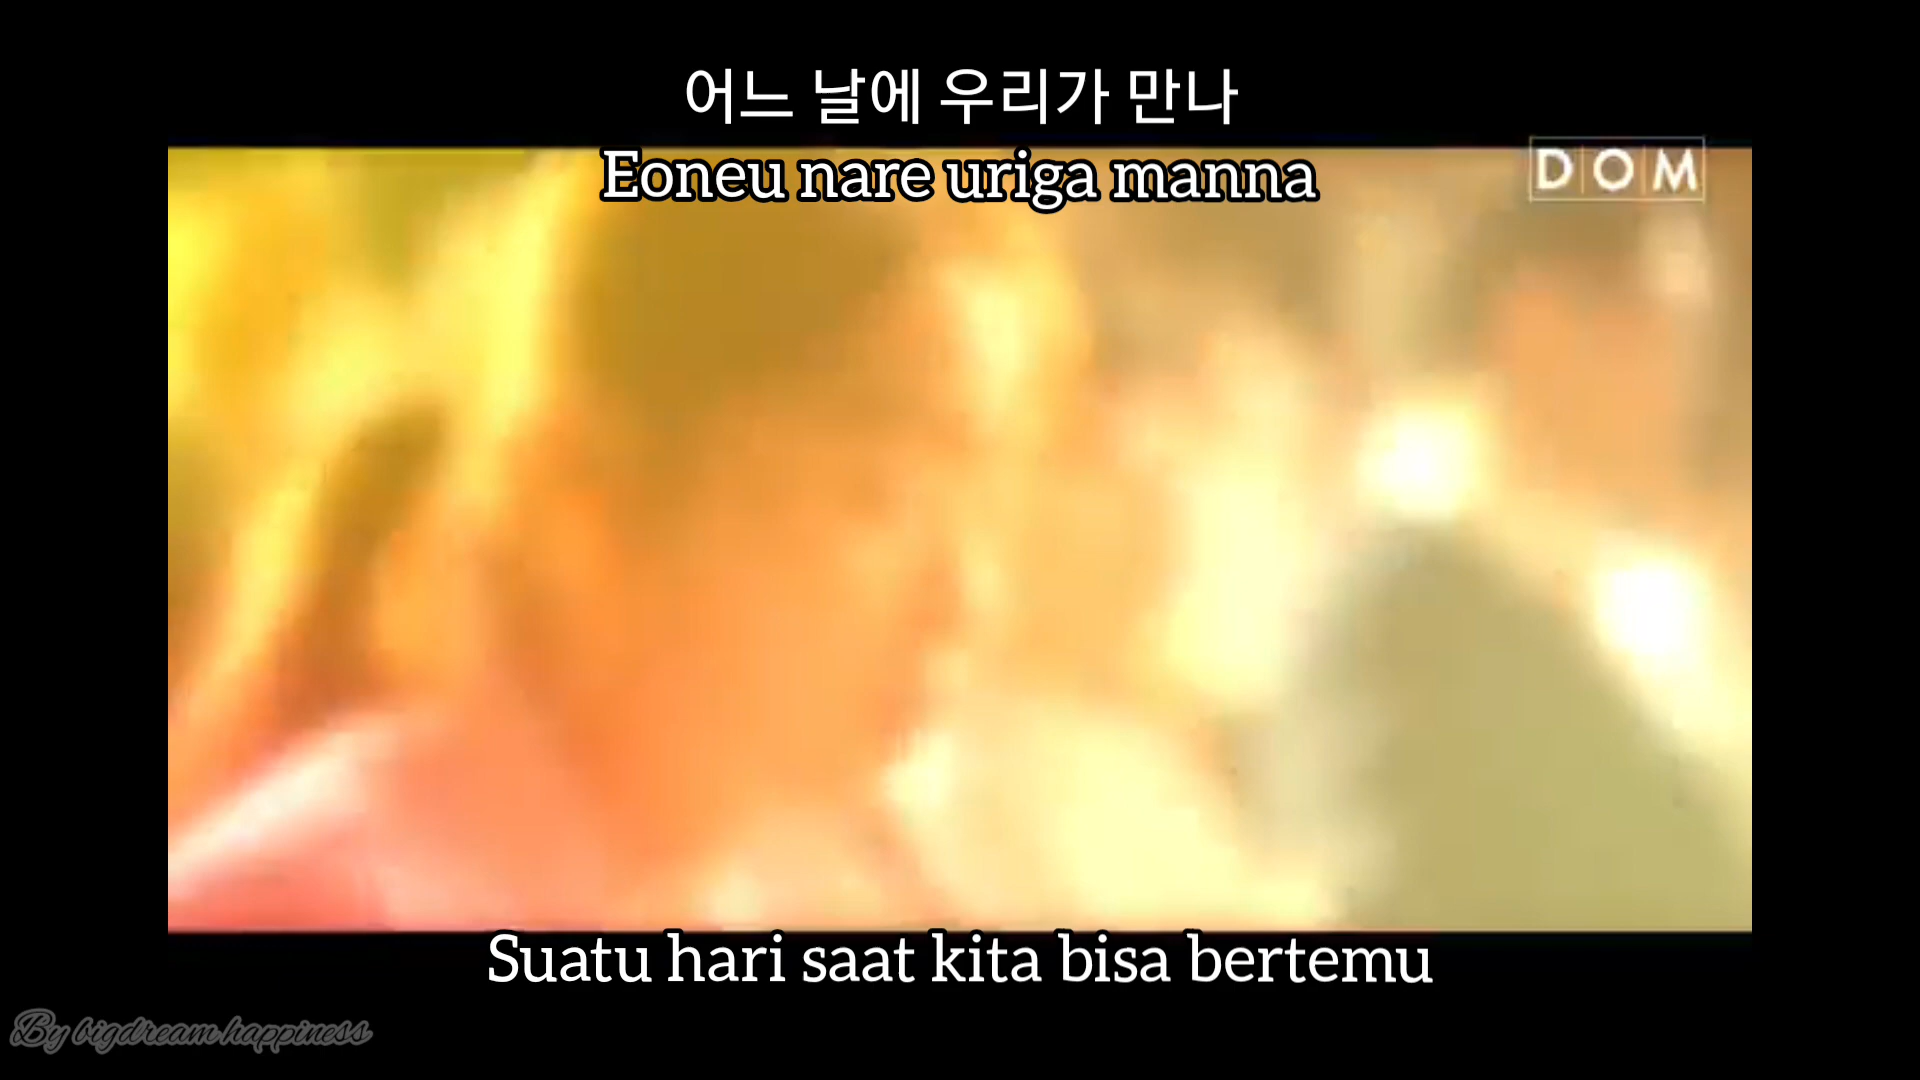 어느 날에 우리가 만나
Eoneu nare uriga manna
DOM
Suatu hari saat kita bisa bertemu
By bigdream.happiness